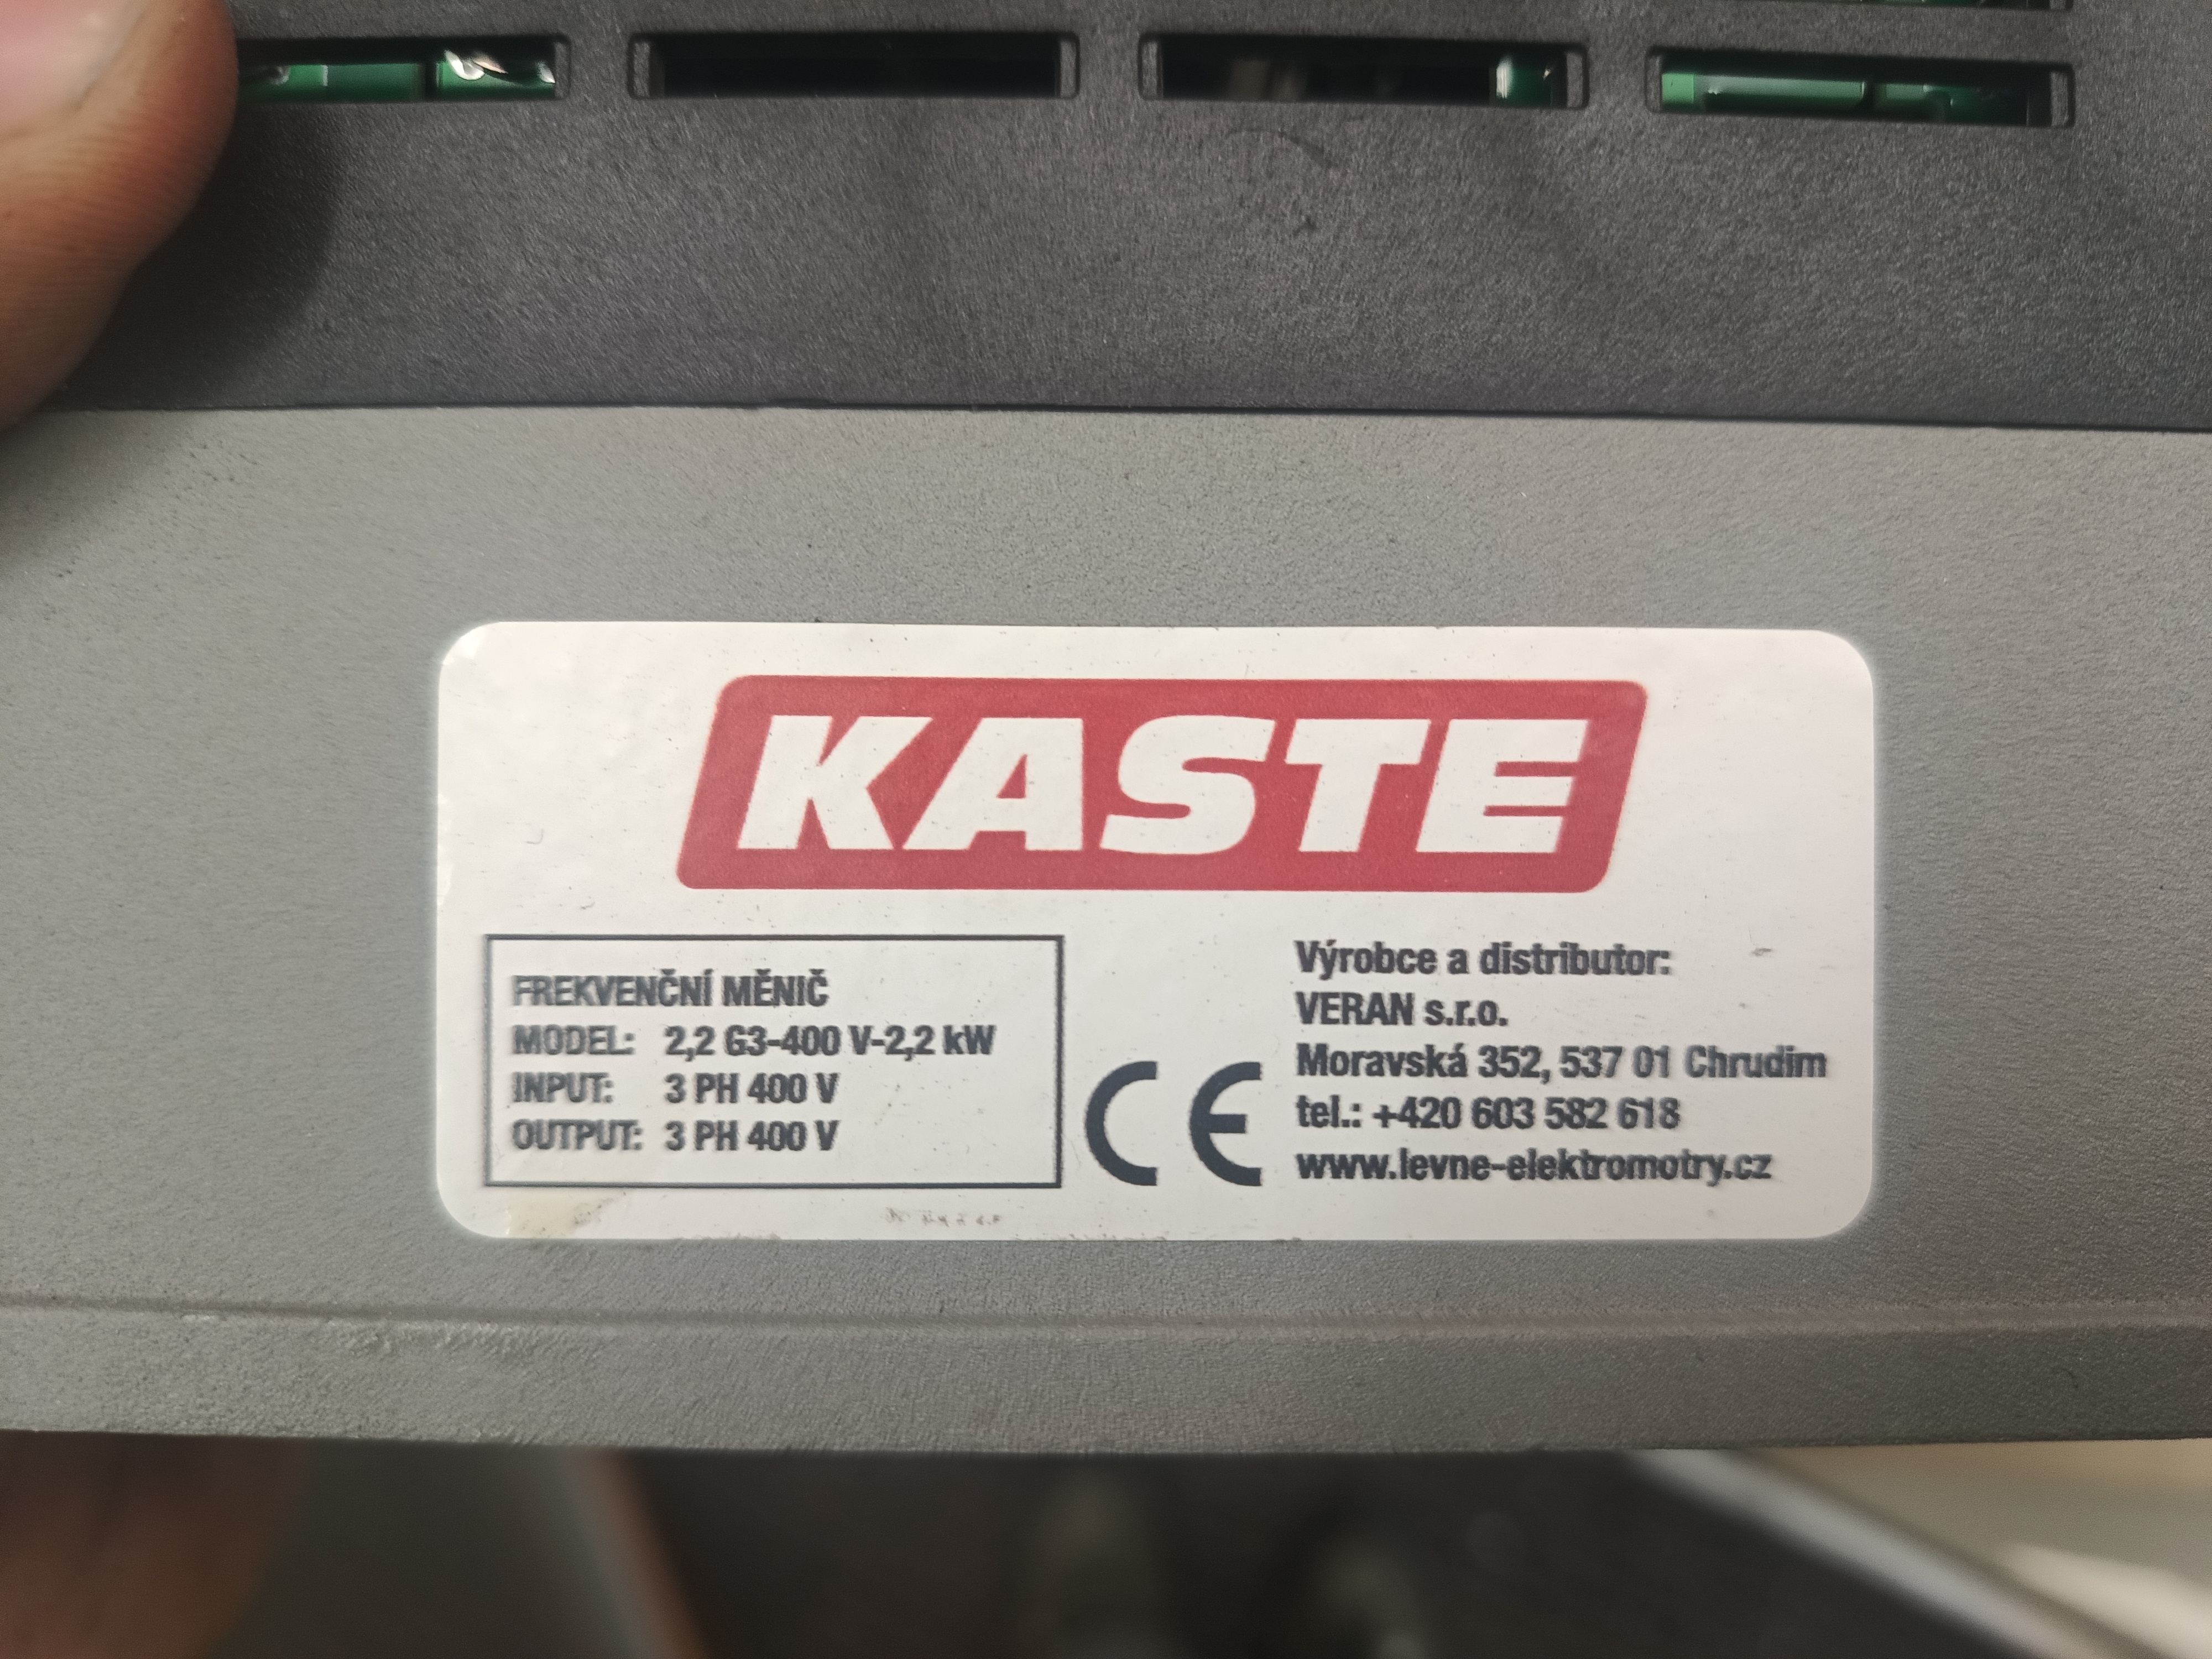 KASTE
FREKVENČNÍ MĚNIČ
MODEL: 2,2 G3-400 V-2,2 kW
INPUT: 3 PH 400 V
OUTPUT: 3 PH 400 V
CE
Výrobce a distributor:
VERAN s.r.o.
Moravská 352, 537 01 Chrudim
tel.: +420 603 582 618
www.levne-elektromotry.cz